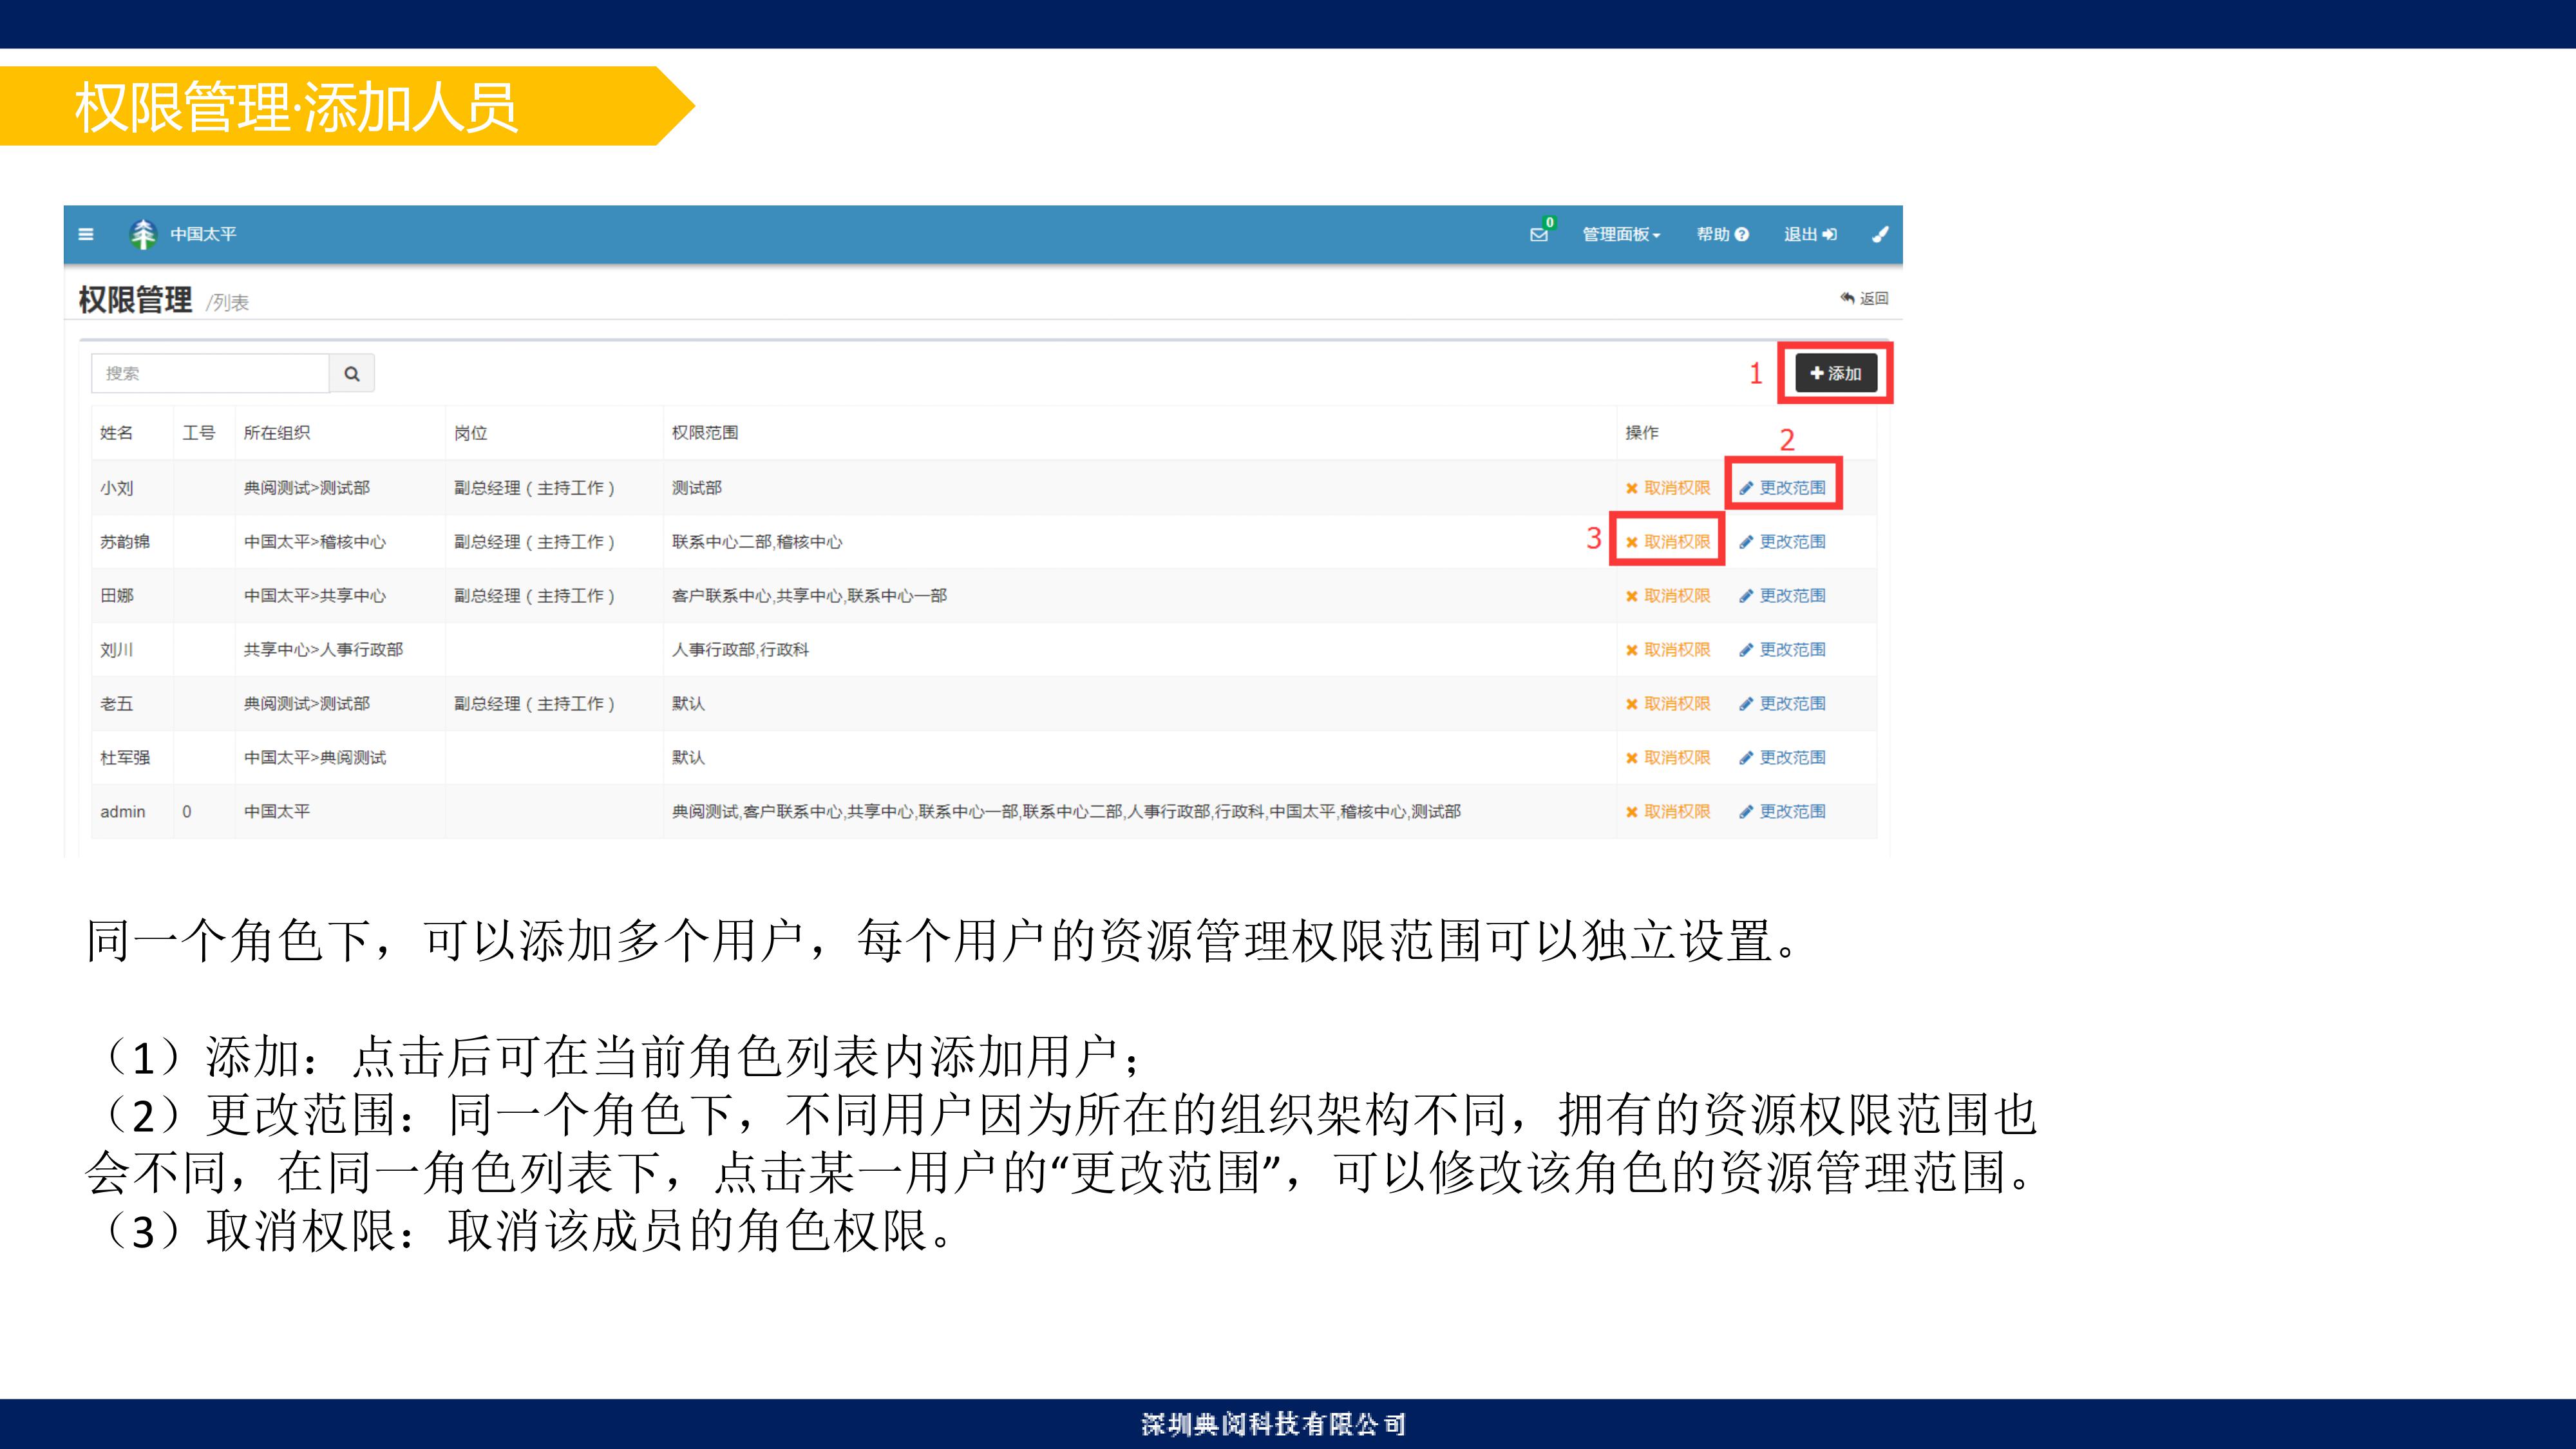 权限管理·添加人员
中国太平 0 管理面板 帮助 退出
权限管理 /列表 返回
搜索 1 添加
姓名 工号 所在组织 岗位 权限范围 操作 2
小刘 典阅测试>测试部 副总经理（主持工作） 测试部 取消权限 更改范围
苏韵锦 中国太平>稽核中心 副总经理（主持工作） 联系中心二部,稽核中心 3 取消权限 更改范围
田娜 中国太平>共享中心 副总经理（主持工作） 客户联系中心,共享中心,联系中心一部 取消权限 更改范围
刘川 共享中心>人事行政部 人事行政部,行政科 取消权限 更改范围
老五 典阅测试>测试部 副总经理（主持工作） 默认 取消权限 更改范围
杜军强 中国太平>典阅测试 默认 取消权限 更改范围
admin 0 中国太平 典阅测试,客户联系中心,共享中心,联系中心一部,联系中心二部,人事行政部,行政科,中国太平,稽核中心,测试部 取消权限 更改范围
同一个角色下，可以添加多个用户，每个用户的资源管理权限范围可以独立设置。
（1）添加：点击后可在当前角色列表内添加用户；
（2）更改范围：同一个角色下，不同用户因为所在的组织架构不同，拥有的资源权限范围也
会不同，在同一角色列表下，点击某一用户的“更改范围”，可以修改该角色的资源管理范围。
（3）取消权限：取消该成员的角色权限。
深圳典阅科技有限公司